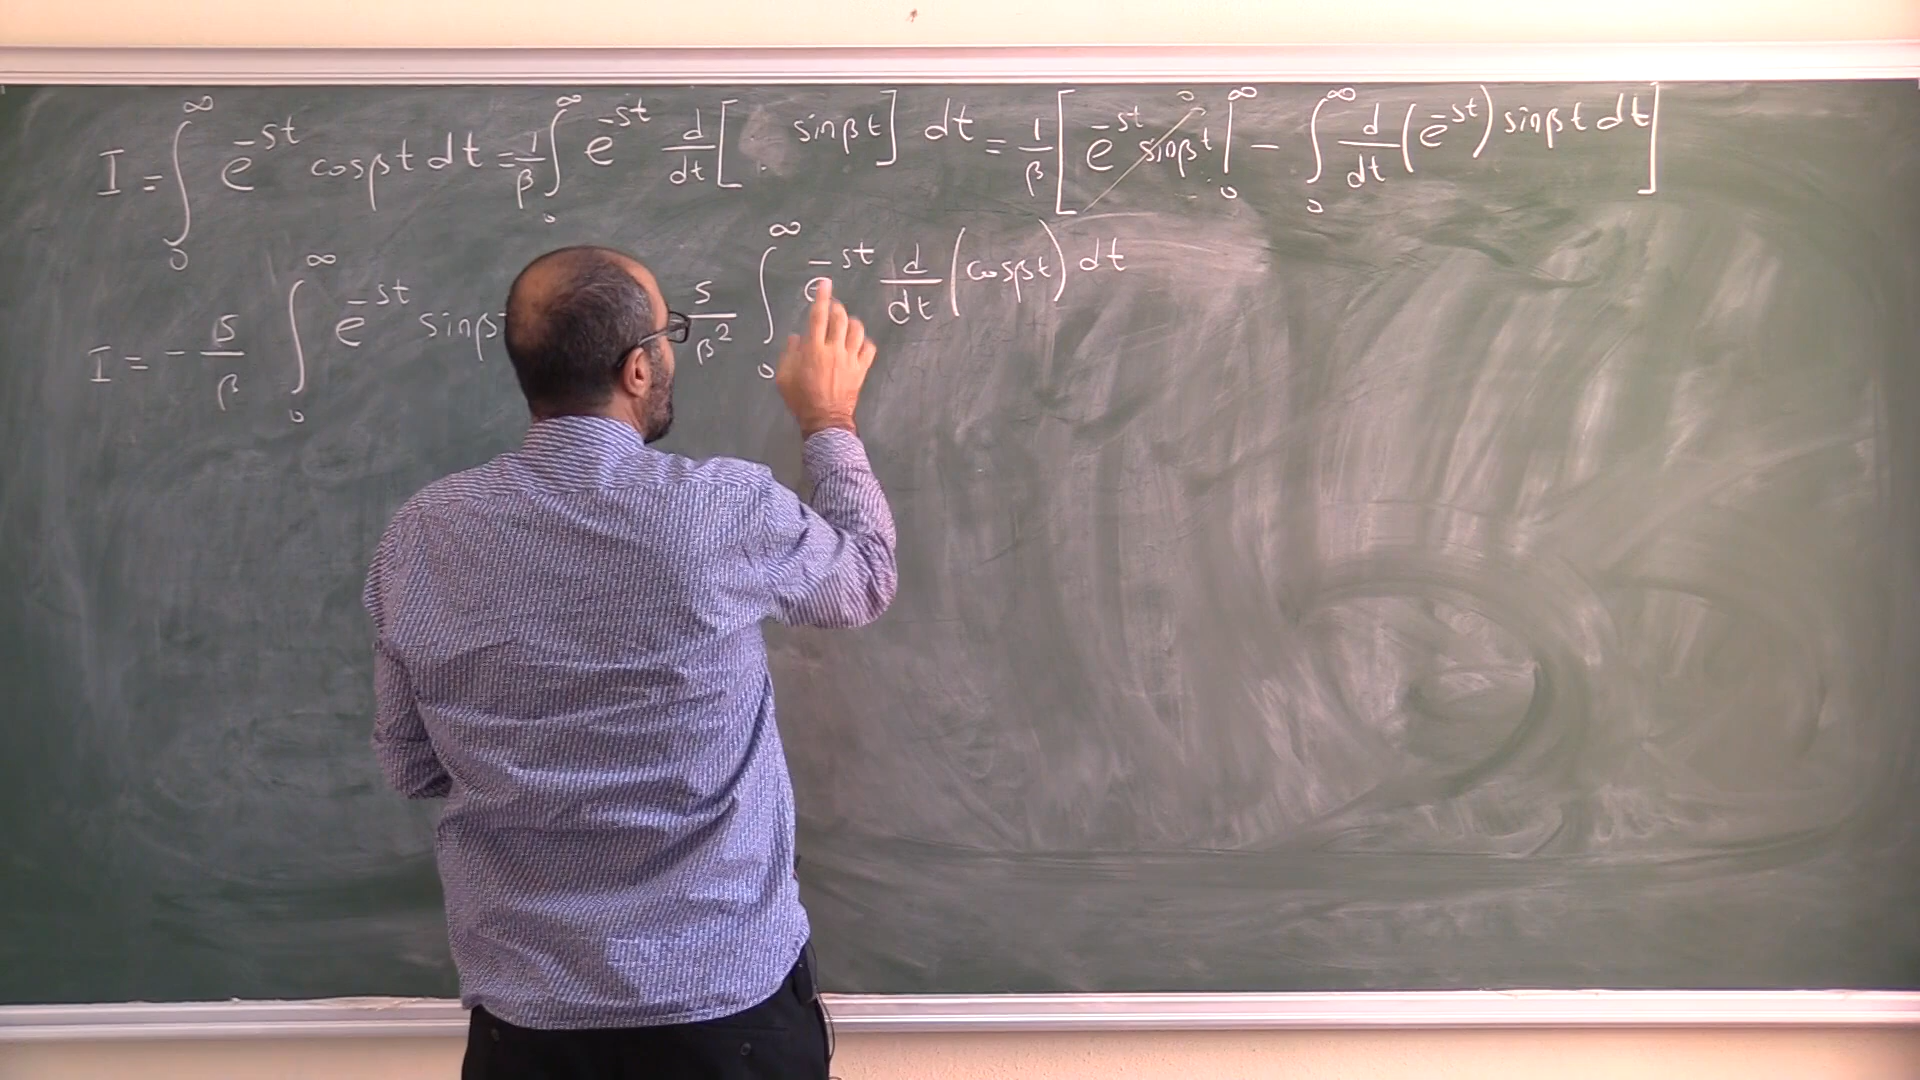 I = ∫₀^∞ e^{-st} cosβt dt = 1/β ∫₀^∞ e^{-st} d/dt [ sinβt ] dt = 1/β [ e^{-st} sinβt |₀^∞ - ∫₀^∞ d/dt (e^{-st}) sinβt dt ]
I = - s/β ∫₀^∞ e^{-st} sinβ s/β² ∫₀^∞ e^{-st} d/dt (cosβt) dt